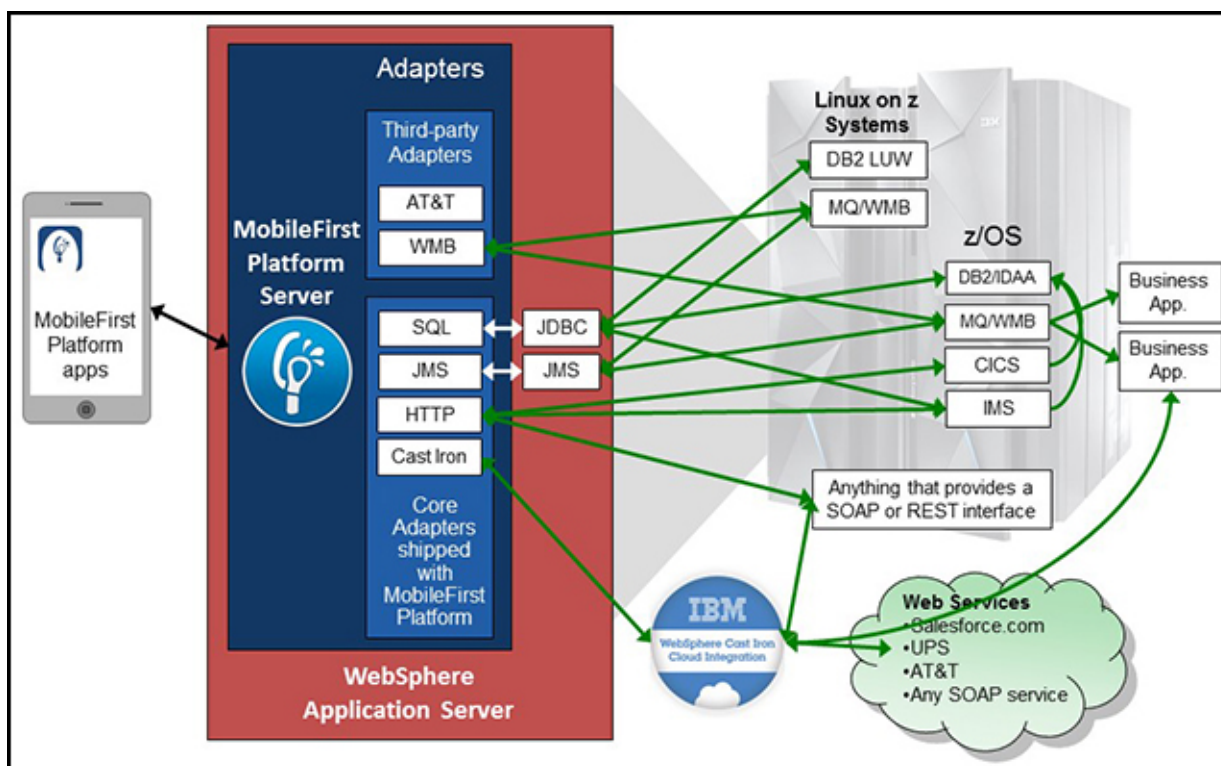 Adapters
Third-party
Adapters
AT&T
WMB
MobileFirst
Platform
Server
SQL
JMS
HTTP
Cast Iron
Core
Adapters
shipped
with
MobileFirst
Platform
JDBC
JMS
WebSphere
Application Server
MobileFirst
Platform
apps
Linux on z
Systems
DB2 LUW
MQ/WMB
IBM
z/OS
DB2/IDAA
MQ/WMB
CICS
IMS
Business
App.
Business
App.
Anything that provides a
SOAP or REST interface
IBM
WebSphere Cast Iron
Cloud Integration
Web Services
•Salesforce.com
•UPS
•AT&T
•Any SOAP service